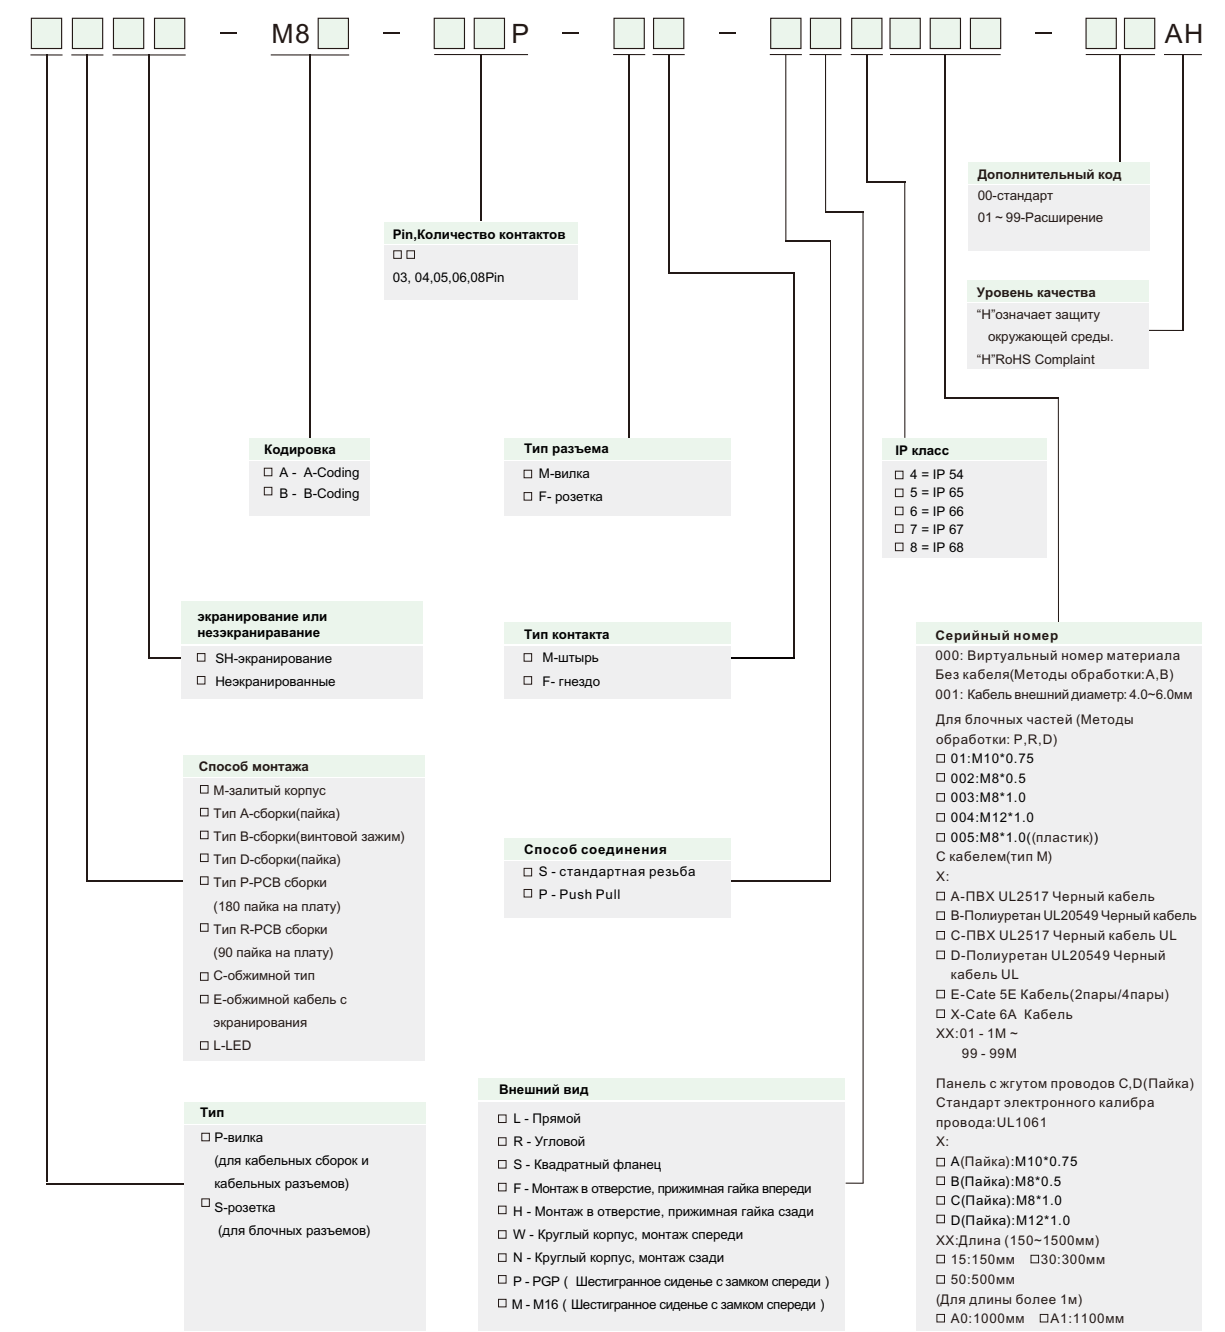 – M8 – P – – – AH
Дополнительный код
00-стандарт
01 ~ 99-Расширение
Pin,Количество контактов
□ □
03, 04,05,06,08Pin
Уровень качества
“H”означает защиту
окружающей среды.
“H”RoHS Complaint
Кодировка
□ A - A-Coding
□ B - B-Coding
Тип разъема
□ М-вилка
□ F- розетка
IP класс
□ 4 = IP 54
□ 5 = IP 65
□ 6 = IP 66
□ 7 = IP 67
□ 8 = IP 68
экранирование или
незэкраниравание
□ SH-экранирование
□ Неэкранированные
Тип контакта
□ М-штырь
□ F- гнездо
Способ монтажа
□ М-залитый корпус
□ Тип А-сборки(пайка)
□ Тип В-сборки(винтовой зажим)
□ Тип D-сборки(пайка)
□ Тип P-PCB сборки
(180 пайка на плату)
□ Тип R-PCB сборки
(90 пайка на плату)
□ С-обжимной тип
□ Е-обжимной кабель с
экранирования
□ L-LED
Способ соединения
□ S - стандартная резьба
□ P - Push Pull
Тип
□ Р-вилка
(для кабельных сборок и
кабельных разъемов)
□ S-розетка
(для блочных разъемов)
Внешний вид
□ L - Прямой
□ R - Угловой
□ S - Квадратный фланец
□ F - Монтаж в отверстие, прижимная гайка впереди
□ H - Монтаж в отверстие, прижимная гайка сзади
□ W - Круглый корпус, монтаж спереди
□ N - Круглый корпус, монтаж сзади
□ P - PGP ( Шестигранное сиденье с замком спереди )
□ M - M16 ( Шестигранное сиденье с замком спереди )
Серийный номер
000: Виртуальный номер материала
Без кабеля(Методы обработки:А,В)
001: Кабель внешний диаметр: 4.0~6.0мм
Для блочных частей (Методы
обработки: P,R,D)
□ 01:M10*0.75
□ 002:M8*0.5
□ 003:M8*1.0
□ 004:M12*1.0
□ 005:M8*1.0((пластик))
С кабелем(тип М)
X:
□ А-ПВХ UL2517 Черный кабель
□ В-Полиуретан UL20549 Черный кабель
□ С-ПВХ UL2517 Черный кабель UL
□ D-Полиуретан UL20549 Черный
кабель UL
□ E-Cate 5E Кабель(2пары/4пары)
□ X-Cate 6A Кабель
XX:01 - 1M ~
99 - 99M
Панель с жгутом проводов С,D(Пайка)
Стандарт электронного калибра
провода:UL1061
X:
□ A(Пайка):M10*0.75
□ B(Пайка):M8*0.5
□ C(Пайка):M8*1.0
□ D(Пайка):M12*1.0
XX:Длина (150~1500мм)
□ 15:150мм □30:300мм
□ 50:500мм
(Для длины более 1м)
□ A0:1000мм □A1:1100мм